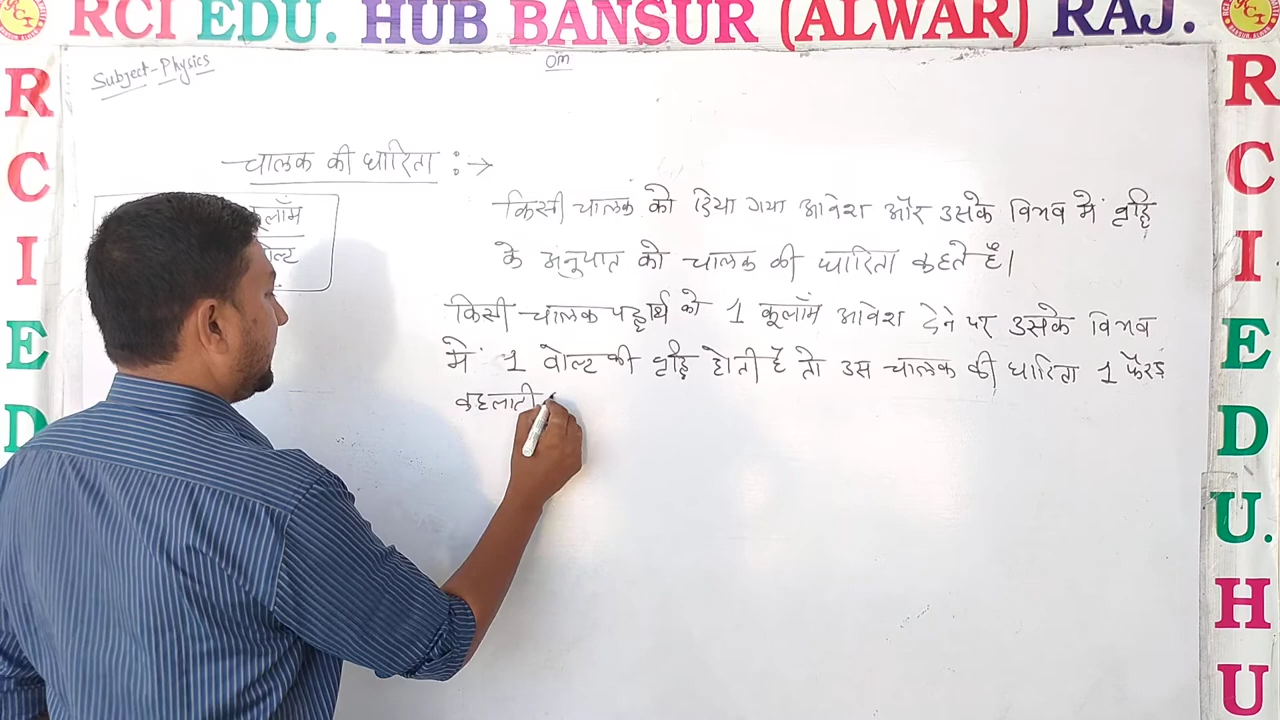 RCI EDU. HUB BANSUR (ALWAR) RAJ.
Subject-Physics
om
चालक की धारिता :→
किसी चालक को दिया गया आवेश और उसके विभव में वृद्धि
के अनुपात को चालक की धारिता कहते हैं।
किसी चालक पदार्थ को 1 कूलॉम आवेश देने पर उसके विभव
में 1 वोल्ट की वृद्धि होती है तो उस चालक की धारिता 1 फैरड
कहलाती
कूलॉम
R
C
I
E
D
R
C
I
E
D
U.
H
U